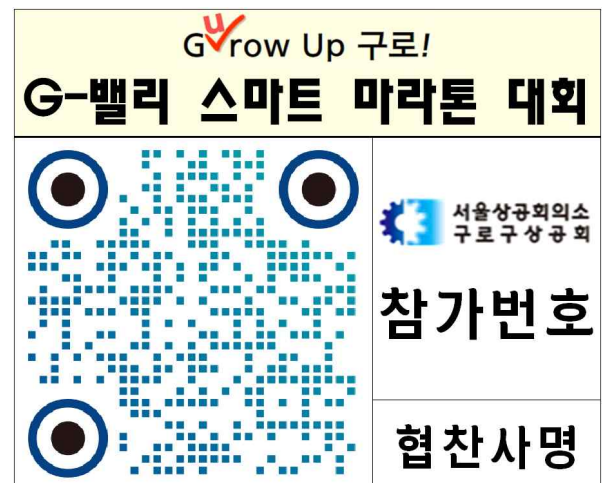 Gurow Up 구로!
G-밸리 스마트 마라톤 대회
서울상공회의소
구로구상공회
참가번호
협찬사명